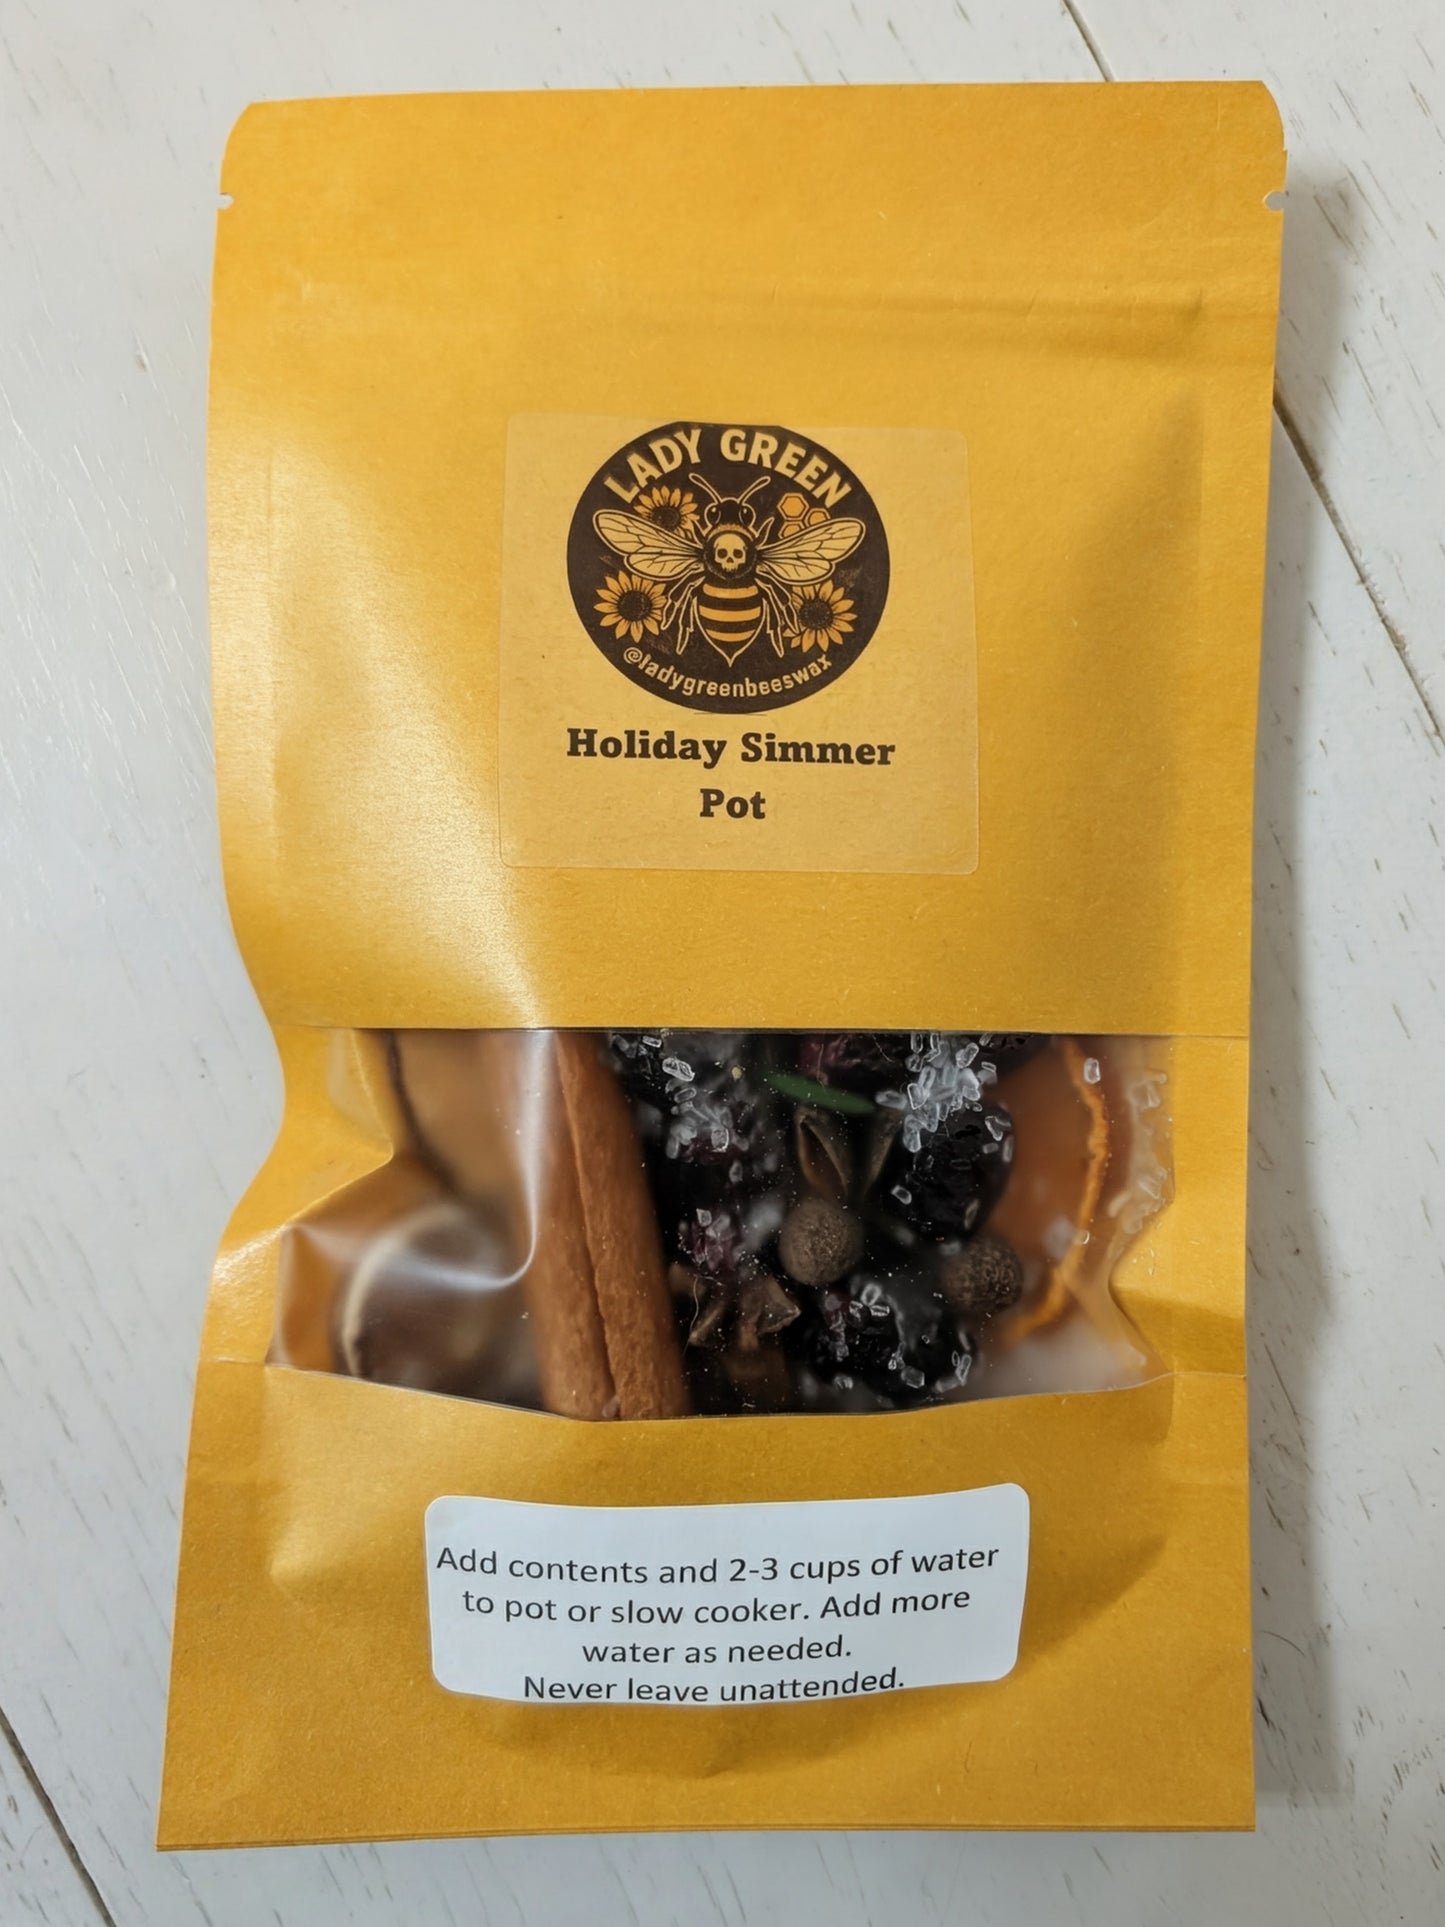 LADY GREEN
@ladygreenbeeswax
Holiday Simmer
Pot
Add contents and 2-3 cups of water
to pot or slow cooker. Add more
water as needed.
Never leave unattended.